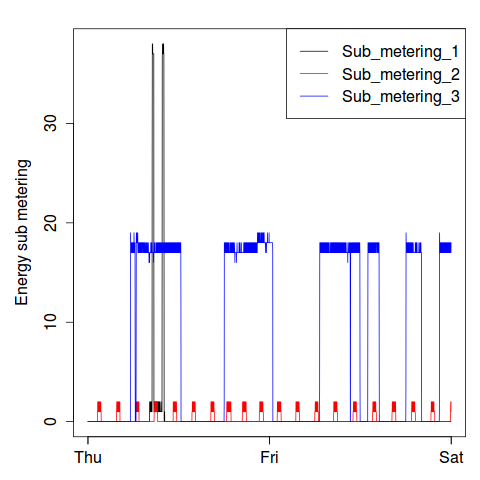 Sub_metering_1
Sub_metering_2
Sub_metering_3
Energy sub metering
30
20
10
0
Thu Fri Sat